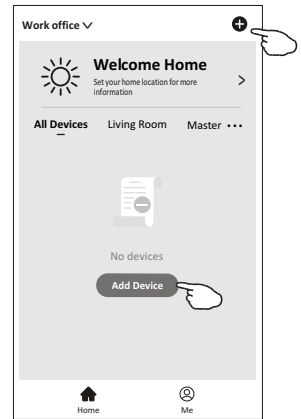 Work office
Welcome Home
Set your home location for more
information
All Devices Living Room Master ...
No devices
Add Device
Home Me